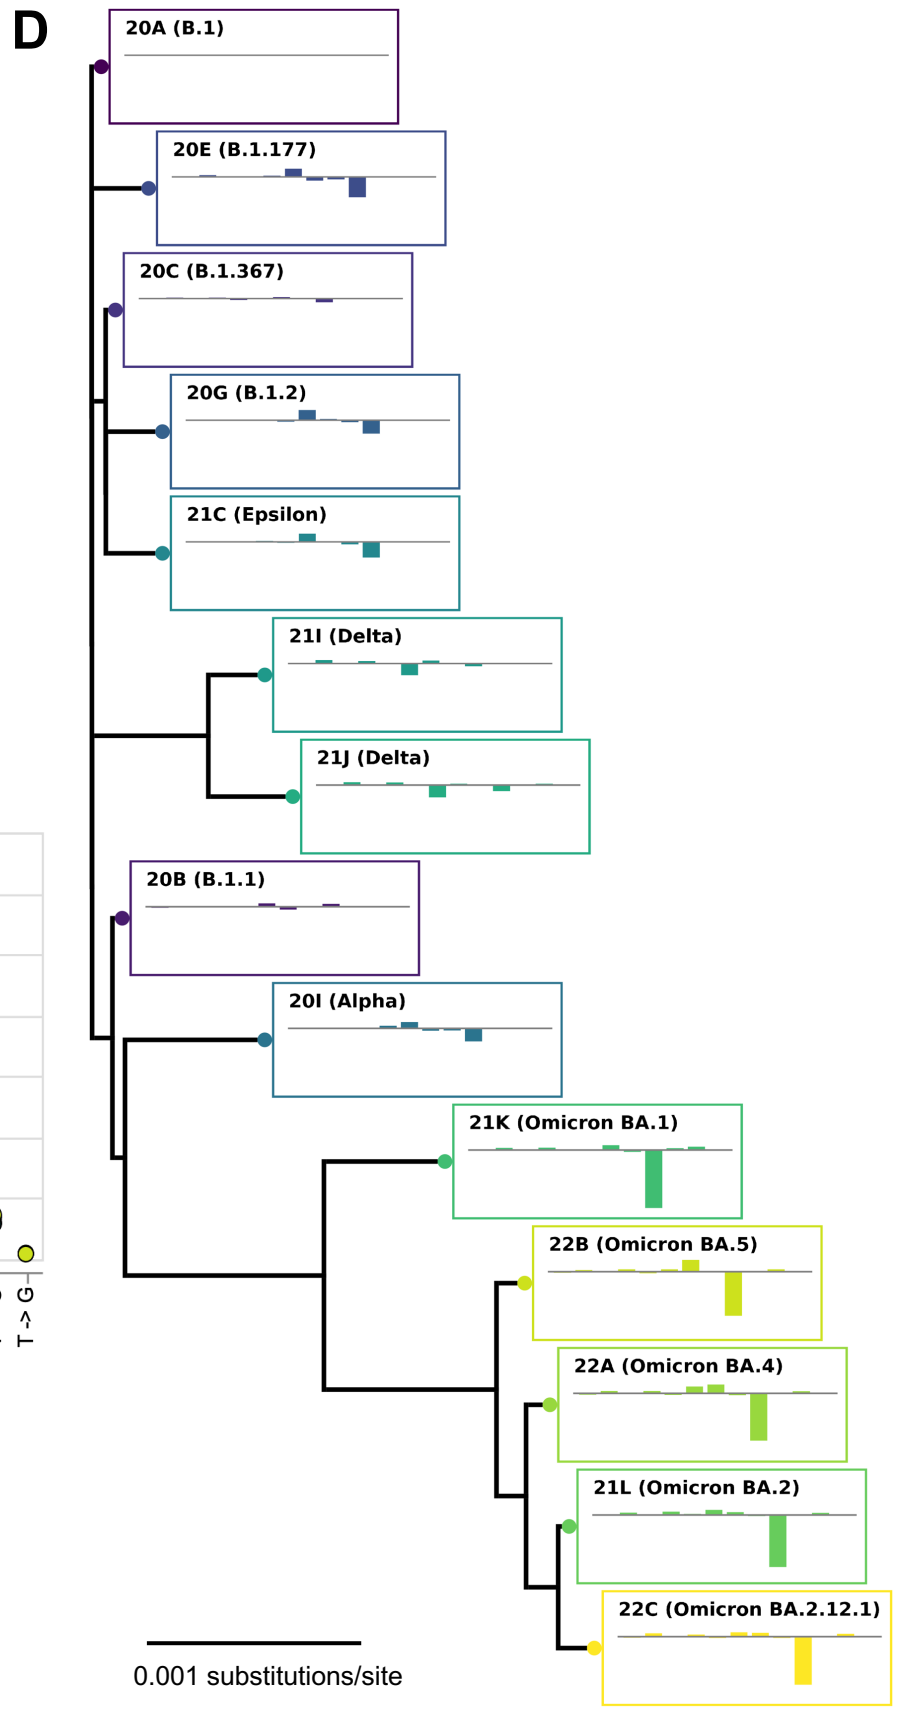 D
20A (B.1)
20E (B.1.177)
20C (B.1.367)
20G (B.1.2)
21C (Epsilon)
21I (Delta)
21J (Delta)
20B (B.1.1)
20I (Alpha)
21K (Omicron BA.1)
22B (Omicron BA.5)
T -> G
22A (Omicron BA.4)
21L (Omicron BA.2)
22C (Omicron BA.2.12.1)
0.001 substitutions/site